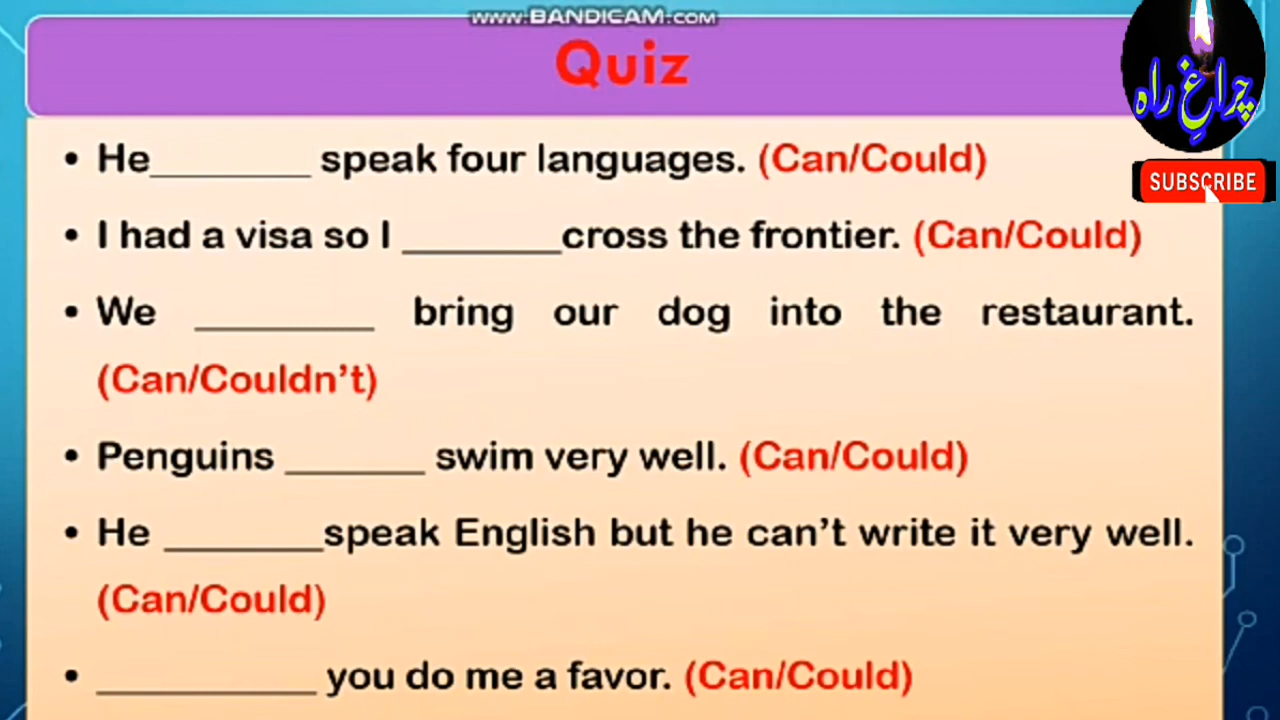 www.BANDICAM.com
Quiz
چراغِ راہ
SUBSCRIBE
• He________ speak four languages. (Can/Could)
• I had a visa so I ________cross the frontier. (Can/Could)
• We _________ bring our dog into the restaurant.
(Can/Couldn’t)
• Penguins _______ swim very well. (Can/Could)
• He ________speak English but he can’t write it very well.
(Can/Could)
• ___________ you do me a favor. (Can/Could)